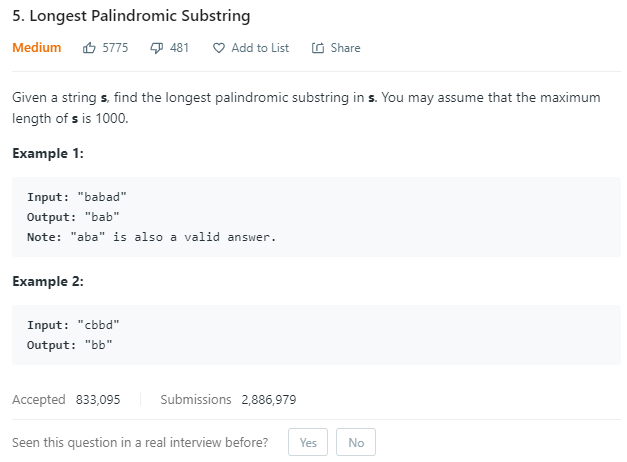 5. Longest Palindromic Substring
Medium 5775 481 Add to List Share
Given a string s, find the longest palindromic substring in s. You may assume that the maximum
length of s is 1000.
Example 1:
Input: "babad"
Output: "bab"
Note: "aba" is also a valid answer.
Example 2:
Input: "cbbd"
Output: "bb"
Accepted 833,095 Submissions 2,886,979
Seen this question in a real interview before? Yes No